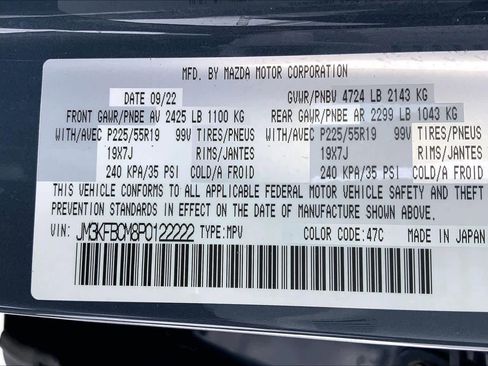 MFD. BY MAZDA MOTOR CORPORATION
DATE 09/22 GVWR/PNBV 4724 LB 2143 KG
FRONT GAWR/PNBE AV 2425 LB 1100 KG REAR GAWR/PNBE AR 2299 LB 1043 KG
WITH/AVEC P225/55R19 99V TIRES/PNEUS WITH/AVEC P225/55R19 99V TIRES/PNEUS
19X7J RIMS/JANTES 19X7J RIMS/JANTES
240 KPA/35 PSI COLD/A FROID 240 KPA/35 PSI COLD/A FROID
THIS VEHICLE CONFORMS TO ALL APPLICABLE FEDERAL MOTOR VEHICLE SAFETY AND THEFT
PREVENTION STANDARDS IN EFFECT ON THE DATE OF MANUFACTURE SHOWN ABOVE.
VIN: JM3KFBCM8P0122222 TYPE:MPV COLOR CODE:47C MADE IN JAPAN